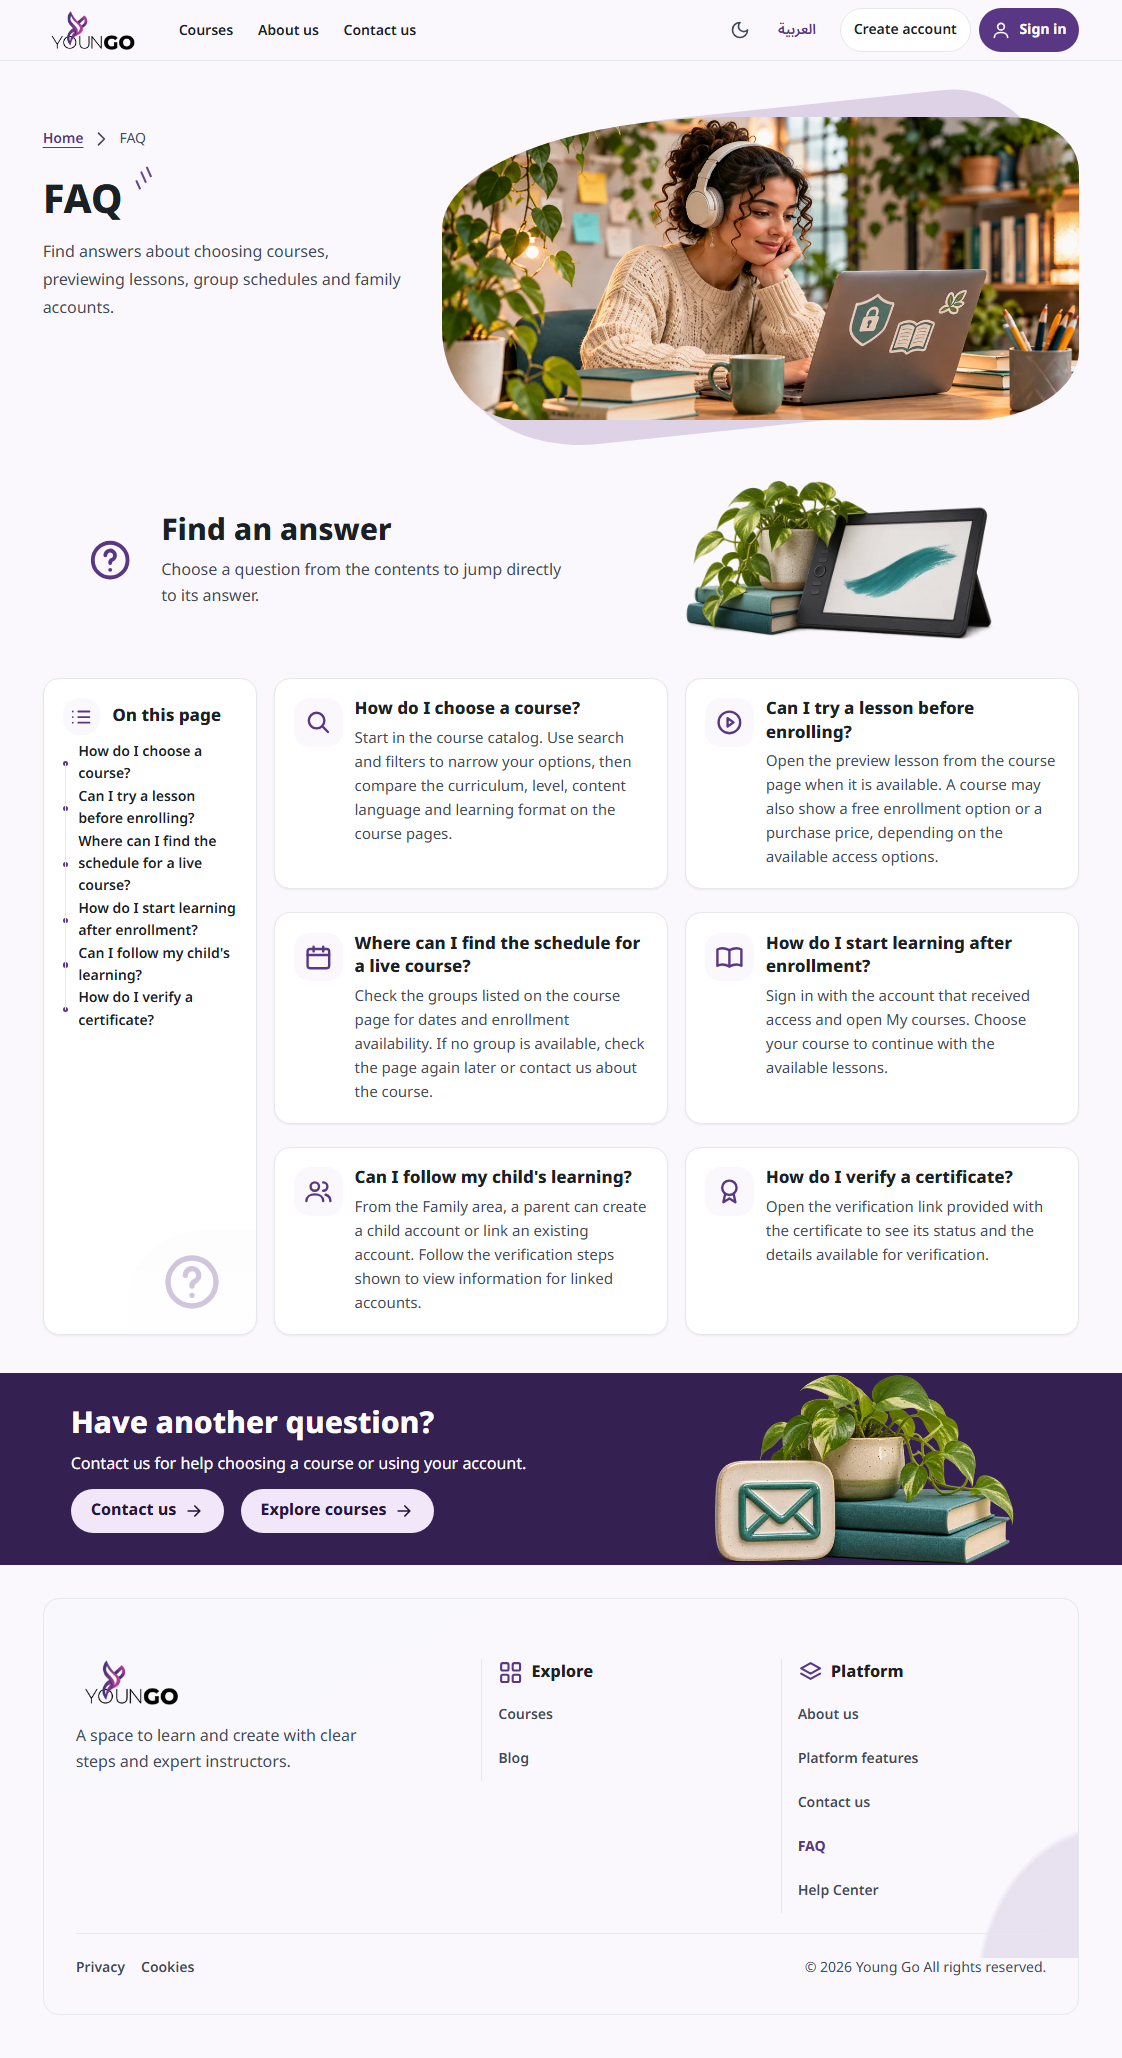 YOUNGO
Courses
About us
Contact us
العربية
Create account
Sign in
Home
FAQ
FAQ
Find answers about choosing courses,
previewing lessons, group schedules and family
accounts.
Find an answer
Choose a question from the contents to jump directly
to its answer.
On this page
How do I choose a
course?
Can I try a lesson
before enrolling?
Where can I find the
schedule for a live
course?
How do I start learning
after enrollment?
Can I follow my child's
learning?
How do I verify a
certificate?
How do I choose a course?
Start in the course catalog. Use search
and filters to narrow your options, then
compare the curriculum, level, content
language and learning format on the
course pages.
Can I try a lesson before
enrolling?
Open the preview lesson from the course
page when it is available. A course may
also show a free enrollment option or a
purchase price, depending on the
available access options.
Where can I find the schedule for
a live course?
Check the groups listed on the course
page for dates and enrollment
availability. If no group is available, check
the page again later or contact us about
the course.
How do I start learning after
enrollment?
Sign in with the account that received
access and open My courses. Choose
your course to continue with the
available lessons.
Can I follow my child's learning?
From the Family area, a parent can create
a child account or link an existing
account. Follow the verification steps
shown to view information for linked
accounts.
How do I verify a certificate?
Open the verification link provided with
the certificate to see its status and the
details available for verification.
Have another question?
Contact us for help choosing a course or using your account.
Contact us
Explore courses
YOUNGO
A space to learn and create with clear
steps and expert instructors.
Explore
Courses
Blog
Platform
About us
Platform features
Contact us
FAQ
Help Center
Privacy
Cookies
© 2026 Young Go All rights reserved.